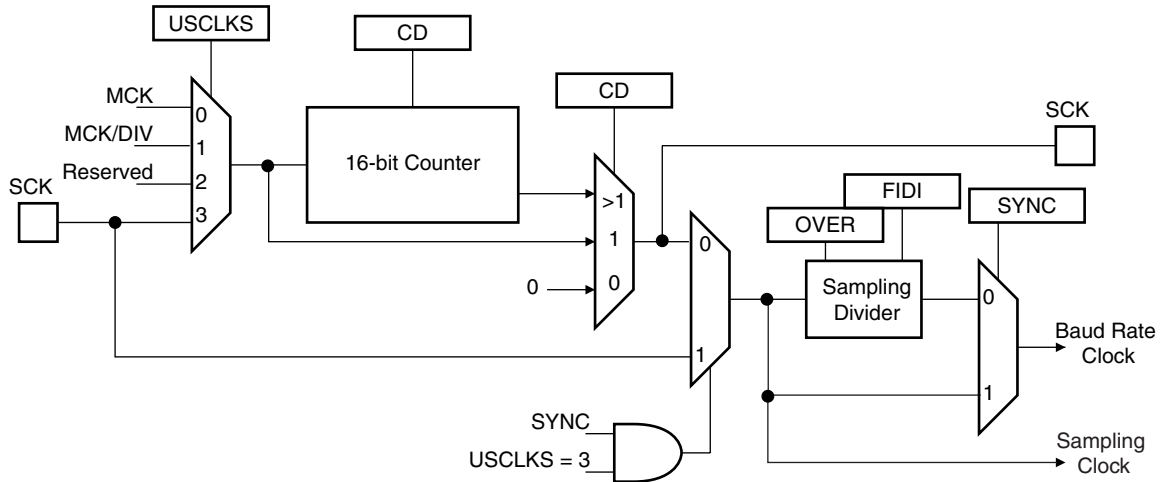 USCLKS
CD
CD
SCK
MCK
0
MCK/DIV
1
16-bit Counter
Reserved
2
SCK
3
>1
FIDI
OVER
SYNC
1
0
0
0
Sampling
Divider
0
Baud Rate
Clock
1
1
SYNC
USCLKS = 3
Sampling
Clock